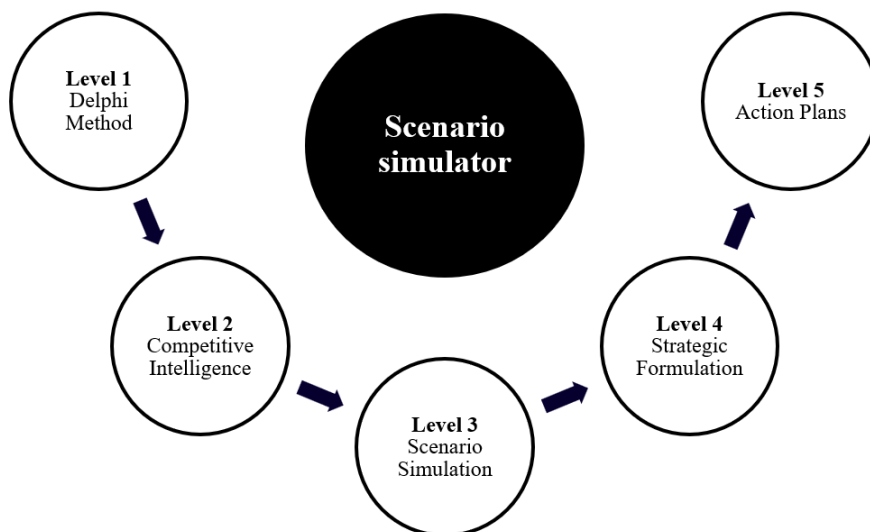 Level 1
Delphi
Method
Scenario
simulator
Level 5
Action Plans
Level 2
Competitive
Intelligence
Level 4
Strategic
Formulation
Level 3
Scenario
Simulation